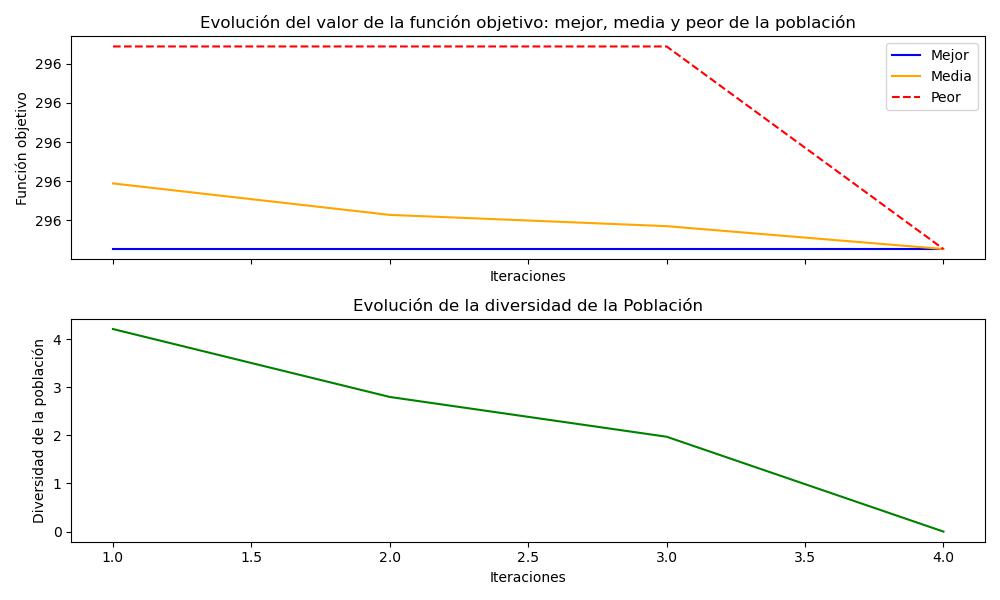 Evolución del valor de la función objetivo: mejor, media y peor de la población
Función objetivo
296
296
296
296
296
Mejor
Media
Peor
Iteraciones
Evolución de la diversidad de la Población
Diversidad de la población
4
3
2
1
0
1.0 1.5 2.0 2.5 3.0 3.5 4.0
Iteraciones